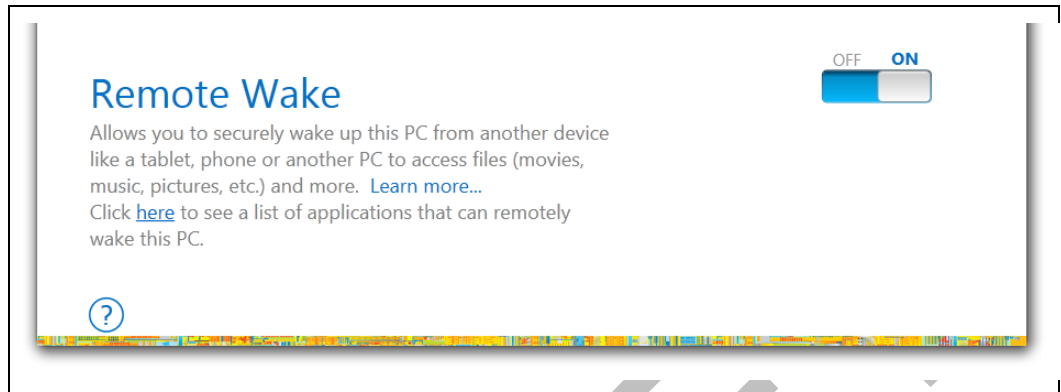 OFF ON
Remote Wake
Allows you to securely wake up this PC from another device
like a tablet, phone or another PC to access files (movies,
music, pictures, etc.) and more. Learn more...
Click here to see a list of applications that can remotely
wake this PC.
?